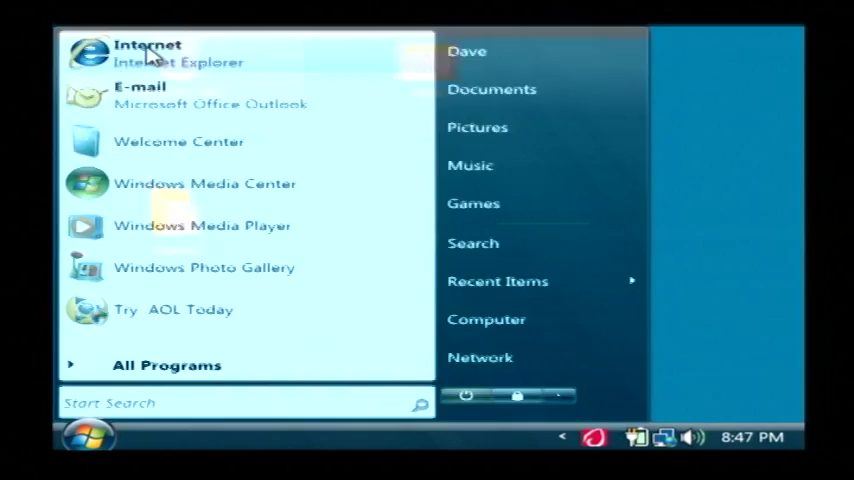 Internet
Internet Explorer
E-mail
Microsoft Office Outlook
Welcome Center
Windows Media Center
Windows Media Player
Windows Photo Gallery
Try AOL Today
All Programs
Start Search
Dave
Documents
Pictures
Music
Games
Search
Recent Items
Computer
Network
8:47 PM